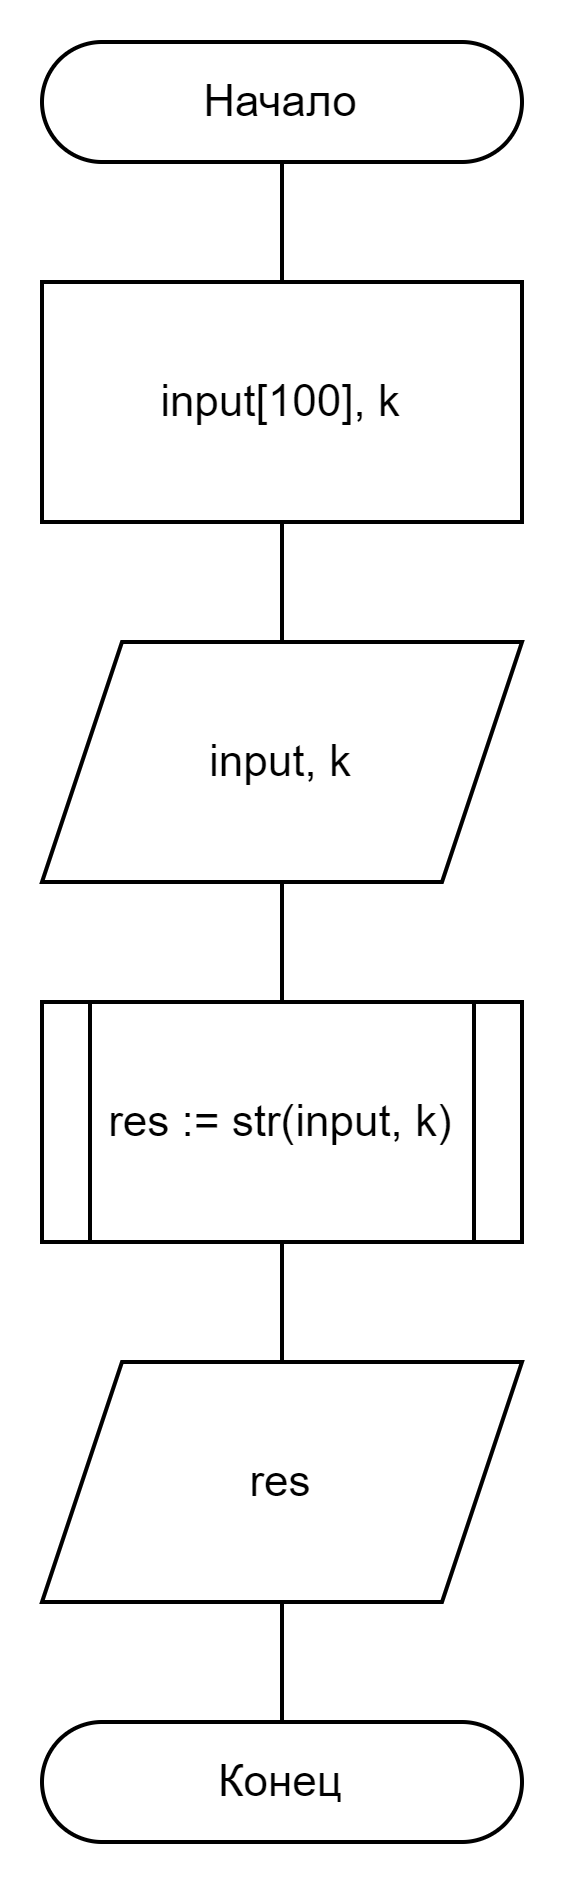 Начало
input[100], k
input, k
res := str(input, k)
res
Конец